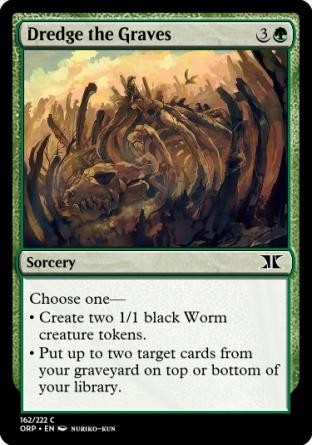 Dredge the Graves 3
Sorcery
Choose one—
• Create two 1/1 black Worm
creature tokens.
• Put up to two target cards from
your graveyard on top or bottom of
your library.
162/222 C
ORP • EN NURIKO-KUN